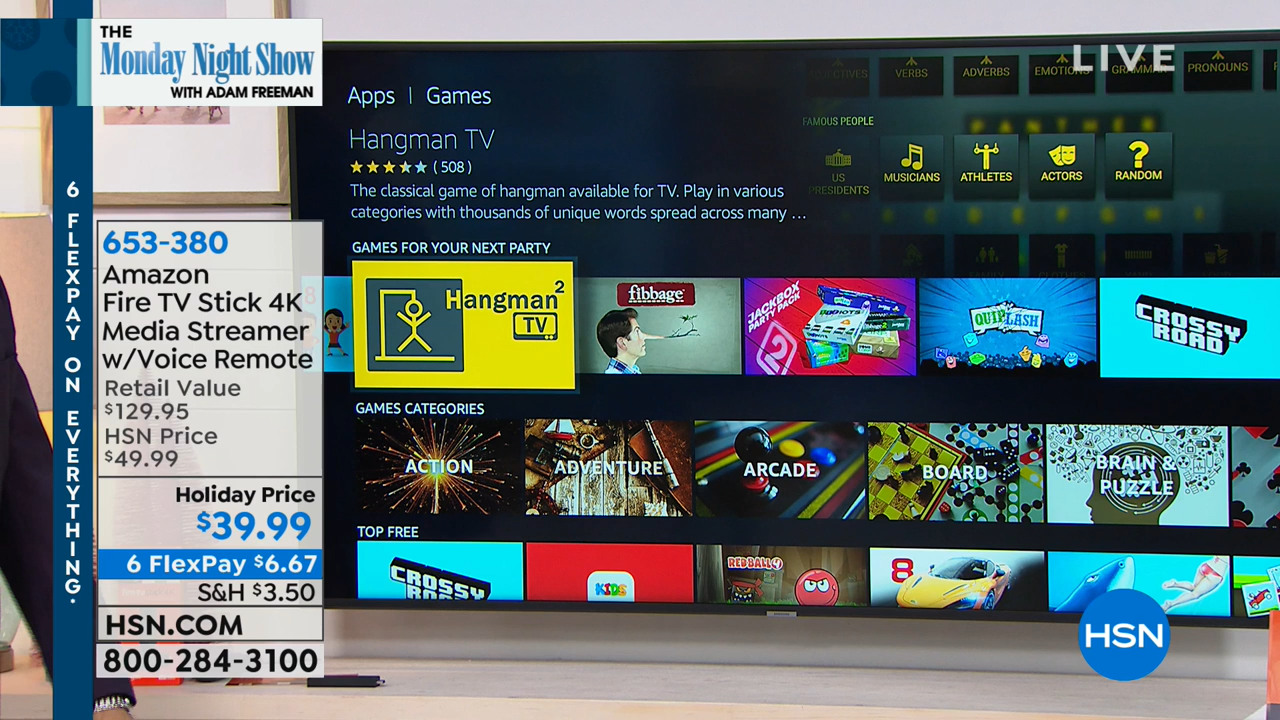 THE
Monday Night Show
WITH ADAM FREEMAN
6 FLEXPAY ON EVERYTHING.
653-380
Amazon
Fire TV Stick 4K
Media Streamer
w/Voice Remote
Retail Value
$129.95
HSN Price
$49.99
Holiday Price
$39.99
6 FlexPay $6.67
S&H $3.50
HSN.COM
800-284-3100
LIVE
VERBS
ADVERBS
EMOTIONS
GRAMMAR
PRONOUNS
Apps | Games
FAMOUS PEOPLE
Hangman TV
(508)
US PRESIDENTS
MUSICIANS
ATHLETES
ACTORS
RANDOM
The classical game of hangman available for TV. Play in various
categories with thousands of unique words spread across many ...
GAMES FOR YOUR NEXT PARTY
Hangman2
TV
fibbage
JACKBOX
PARTY PACK
2
QUIPLASH
CROSSY
ROAD
GAMES CATEGORIES
ACTION
ADVENTURE
ARCADE
BOARD
BRAIN &
PUZZLE
TOP FREE
CROSSY
ROAD
KIDS
RED BALL 4
8
HSN